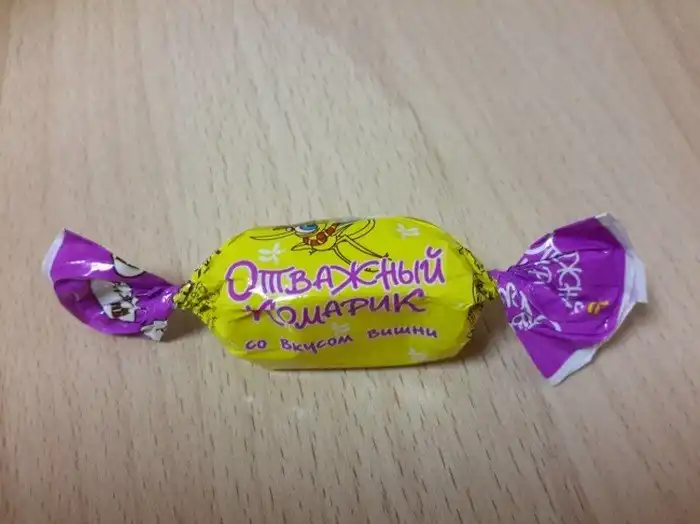 Отважный
комарик
со вкусом вишни